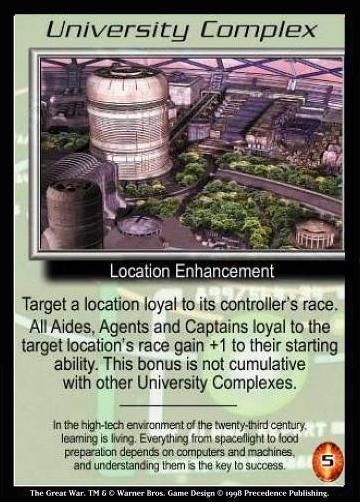 University Complex
Location Enhancement
Target a location loyal to its controller's race.
All Aides, Agents and Captains loyal to the
target location's race gain +1 to their starting
ability. This bonus is not cumulative
with other University Complexes.
In the high-tech environment of the twenty-third century,
learning is living. Everything from spaceflight to food
preparation depends on computers and machines,
and understanding them is the key to success.
5
The Great War. TM & © Warner Bros. Game Design © 1998 Precedence Publishing.